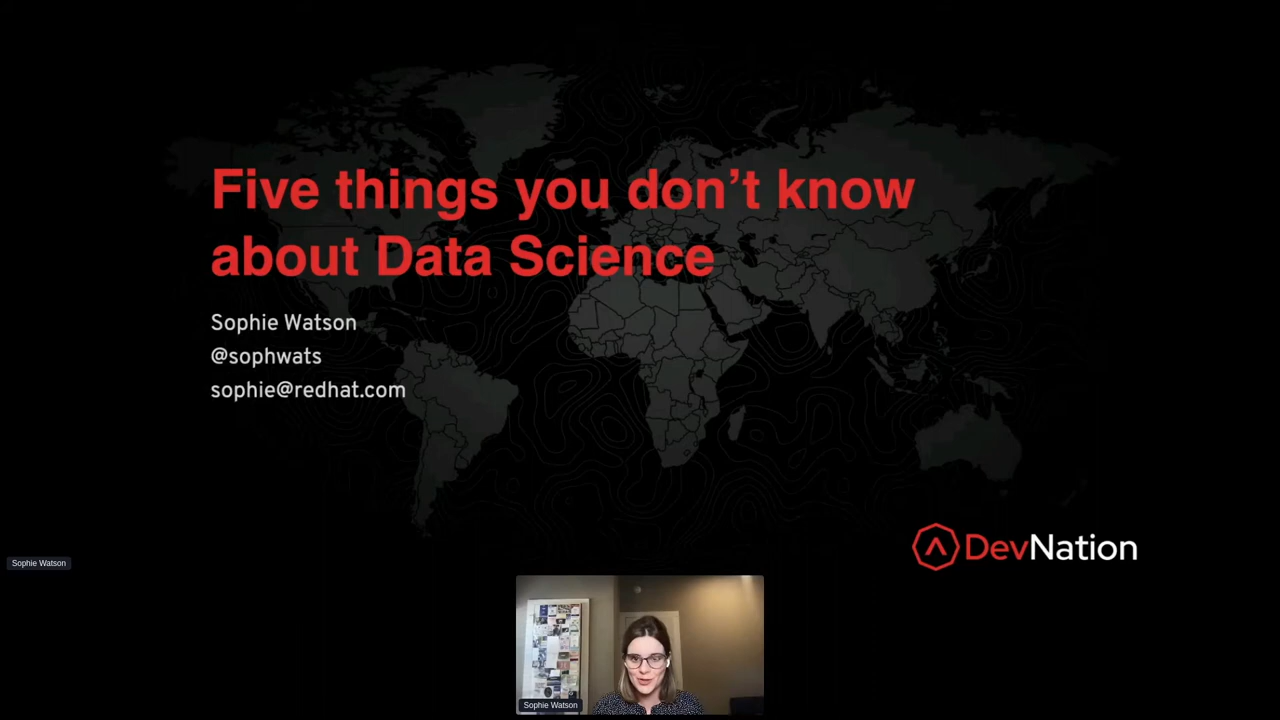 Five things you don’t know
about Data Science
Sophie Watson
@sophwats
sophie@redhat.com
DevNation
Sophie Watson
Sophie Watson